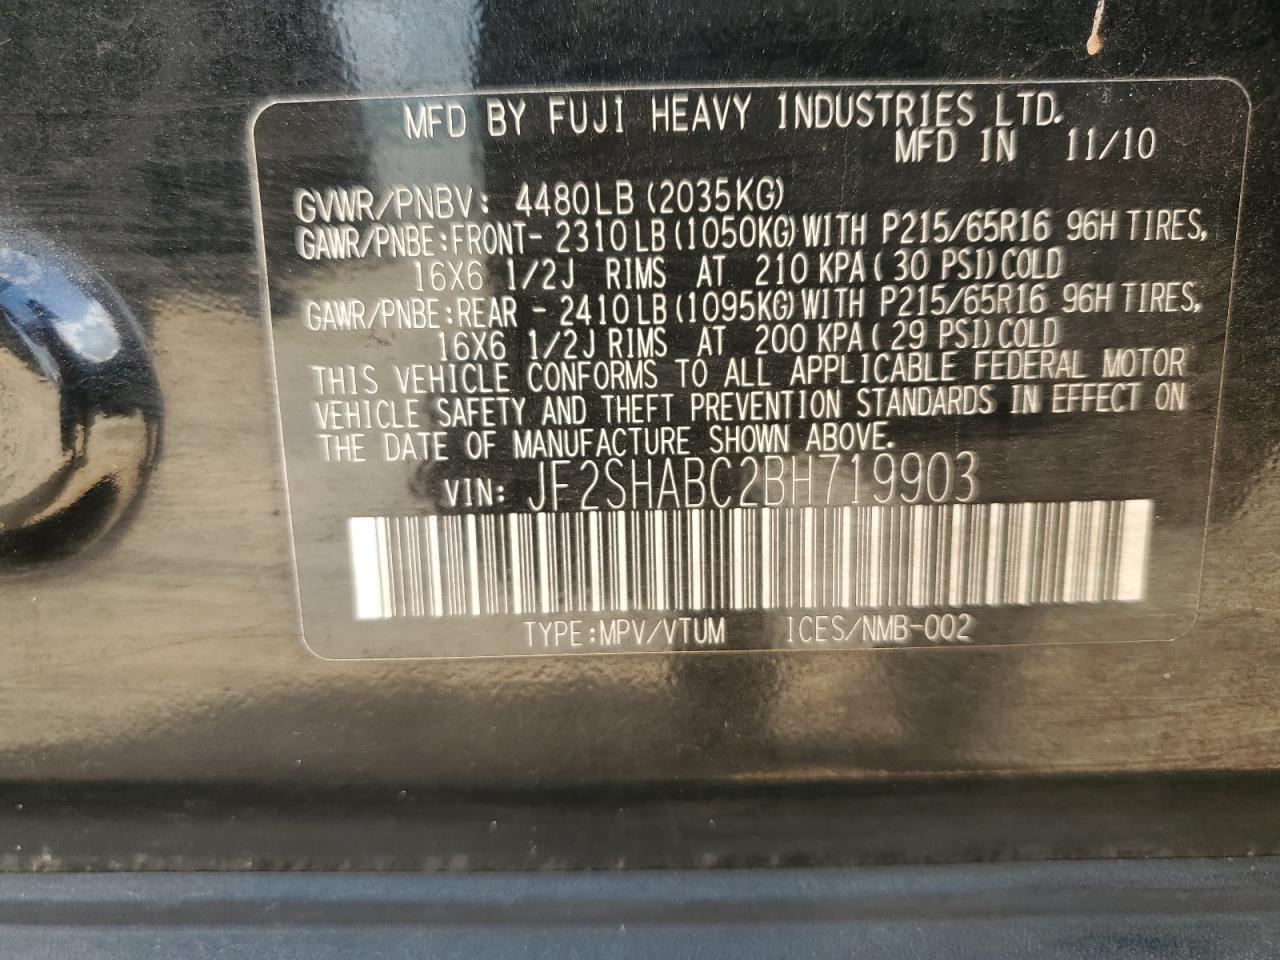 MFD BY FUJI HEAVY INDUSTRIES LTD.
MFD IN 11/10
GVWR/PNBV: 4480LB (2035KG)
GAWR/PNBE:FRONT- 2310LB(1050KG)WITH P215/65R16 96H TIRES,
16X6 1/2J RIMS AT 210 KPA(30 PSI)COLD
GAWR/PNBE:REAR - 2410LB(1095KG)WITH P215/65R16 96H TIRES,
16X6 1/2J RIMS AT 200 KPA(29 PSI)COLD
THIS VEHICLE CONFORMS TO ALL APPLICABLE FEDERAL MOTOR
VEHICLE SAFETY AND THEFT PREVENTION STANDARDS IN EFFECT ON
THE DATE OF MANUFACTURE SHOWN ABOVE.
VIN: JF2SHABC2BH719903
TYPE:MPV/VTUM ICES/NMB-002